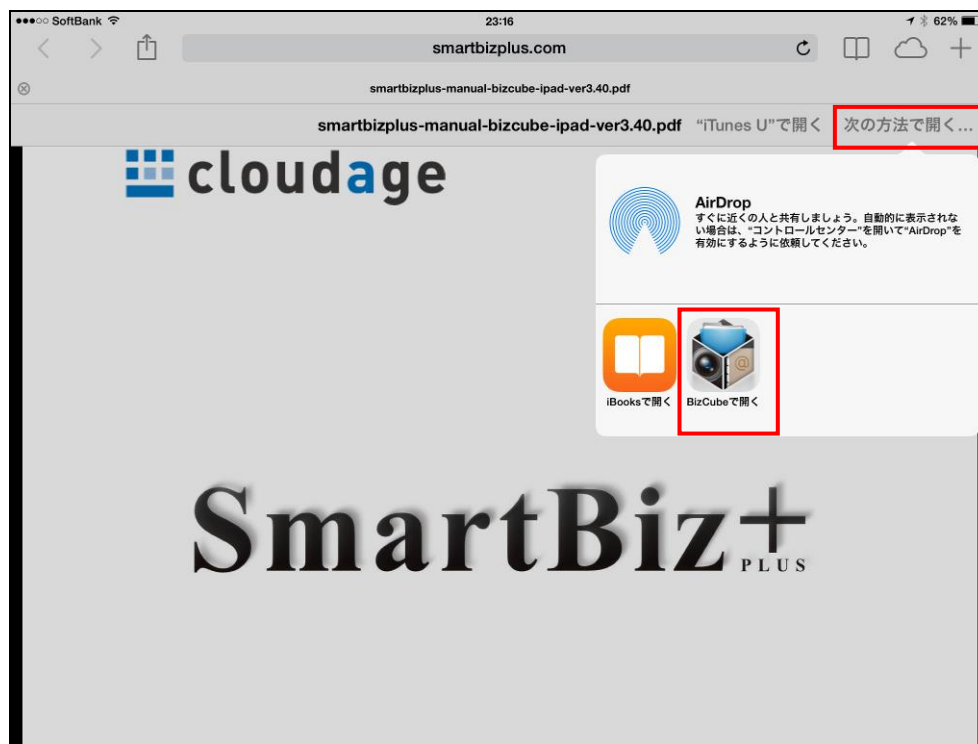 SoftBank 23:16 62%
smartbizplus.com
smartbizplus-manual-bizcube-ipad-ver3.40.pdf
smartbizplus-manual-bizcube-ipad-ver3.40.pdf “iTunes U”で開く 次の方法で開く...
cloudage
AirDrop
すぐに近くの人と共有しましょう。自動的に表示されな
い場合は、“コントロールセンター”を開いて“AirDrop”を
有効にするように依頼してください。
@
iBooksで開く BizCubeで開く
SmartBiz+
PLUS